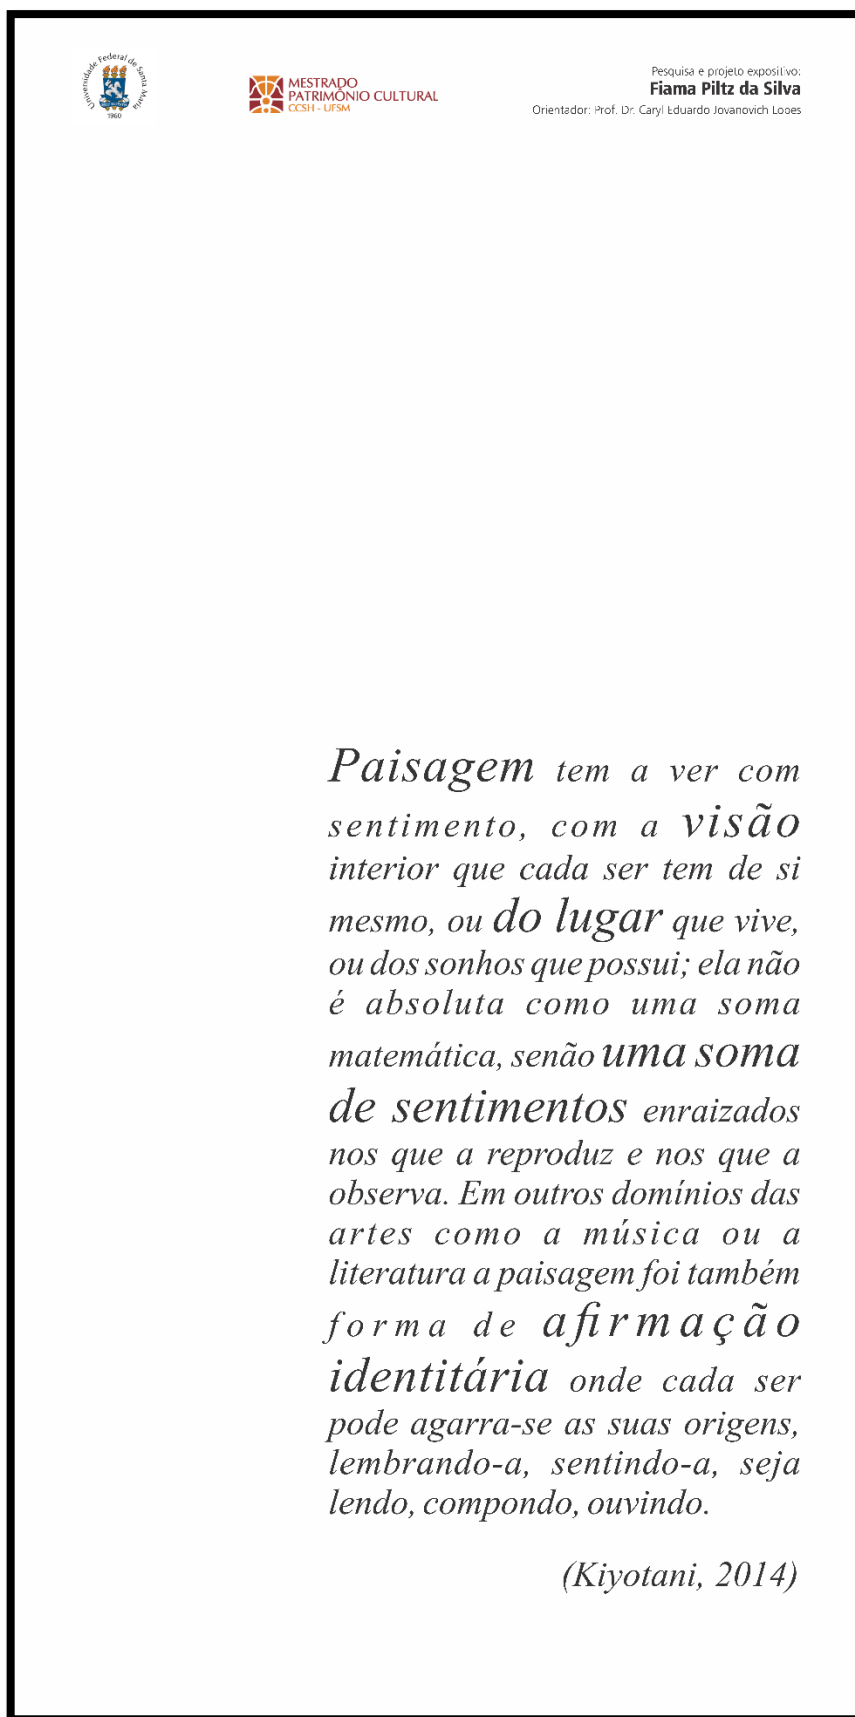 Universidade Federal de Santa Maria
1960
MESTRADO
PATRIMÔNIO CULTURAL
CCSH - UFSM
Pesquisa e projeto expositivo:
Fiama Piltz da Silva
Orientador: Prof. Dr. Caryl Eduardo Jovanovich Lopes
Paisagem tem a ver com
sentimento, com a visão
interior que cada ser tem de si
mesmo, ou do lugar que vive,
ou dos sonhos que possui; ela não
é absoluta como uma soma
matemática, senão uma soma
de sentimentos enraizados
nos que a reproduz e nos que a
observa. Em outros domínios das
artes como a música ou a
literatura a paisagem foi também
forma de afirmação
identitária onde cada ser
pode agarra-se as suas origens,
lembrando-a, sentindo-a, seja
lendo, compondo, ouvindo.
(Kiyotani, 2014)